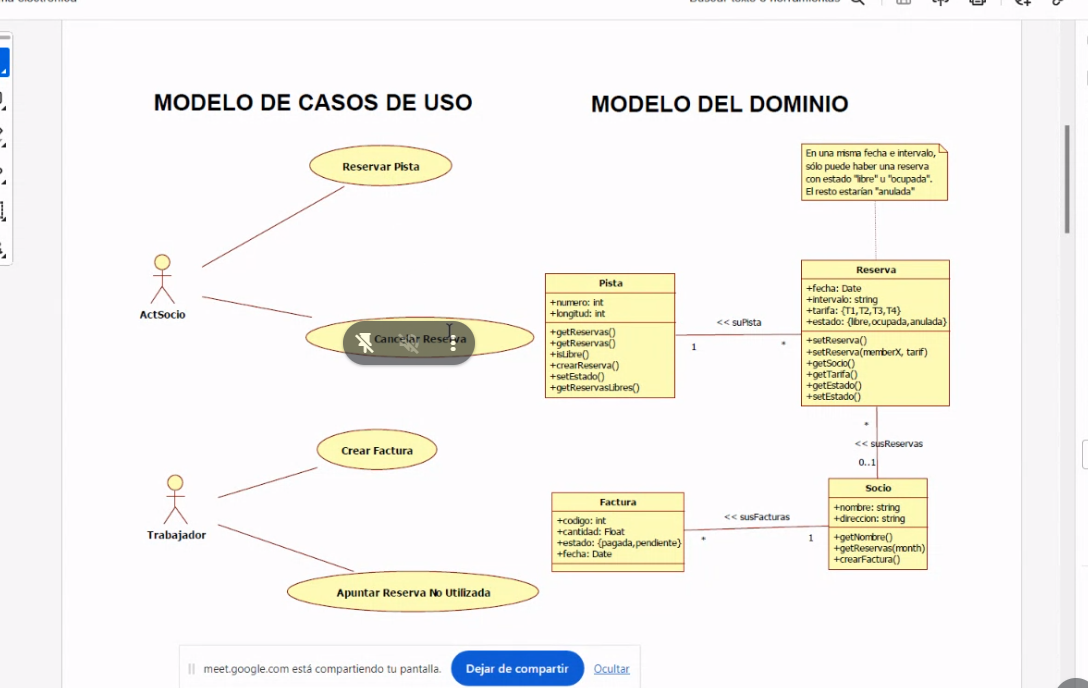 MODELO DE CASOS DE USO
MODELO DEL DOMINIO
Reservar Pista
ActSocio
Cancelar Reserva
Crear Factura
Trabajador
Apuntar Reserva No Utilizada
En una misma fecha e intervalo,
sólo puede haber una reserva
con estado "libre" u "ocupada".
El resto estarían "anulada"
Pista
+numero: int
+longitud: int
+getReservas()
+getReservas()
+isLibre()
+crearReserva()
+setEstado()
+getReservasLibres()
<< suPista
1
*
Reserva
+fecha: Date
+intervalo: string
+tarifa: {T1,T2,T3,T4}
+estado: {libre,ocupada,anulada}
+setReserva()
+setReserva(memberX, tarif)
+getSocio()
+getTarifa()
+getEstado()
+setEstado()
*
<< susReservas
0..1
Factura
+codigo: int
+cantidad: Float
+estado: {pagada,pendiente}
+fecha: Date
<< susFacturas
*
1
Socio
+nombre: string
+direccion: string
+getNombre()
+getReservas(month)
+crearFactura()
meet.google.com está compartiendo tu pantalla.
Dejar de compartir
Ocultar